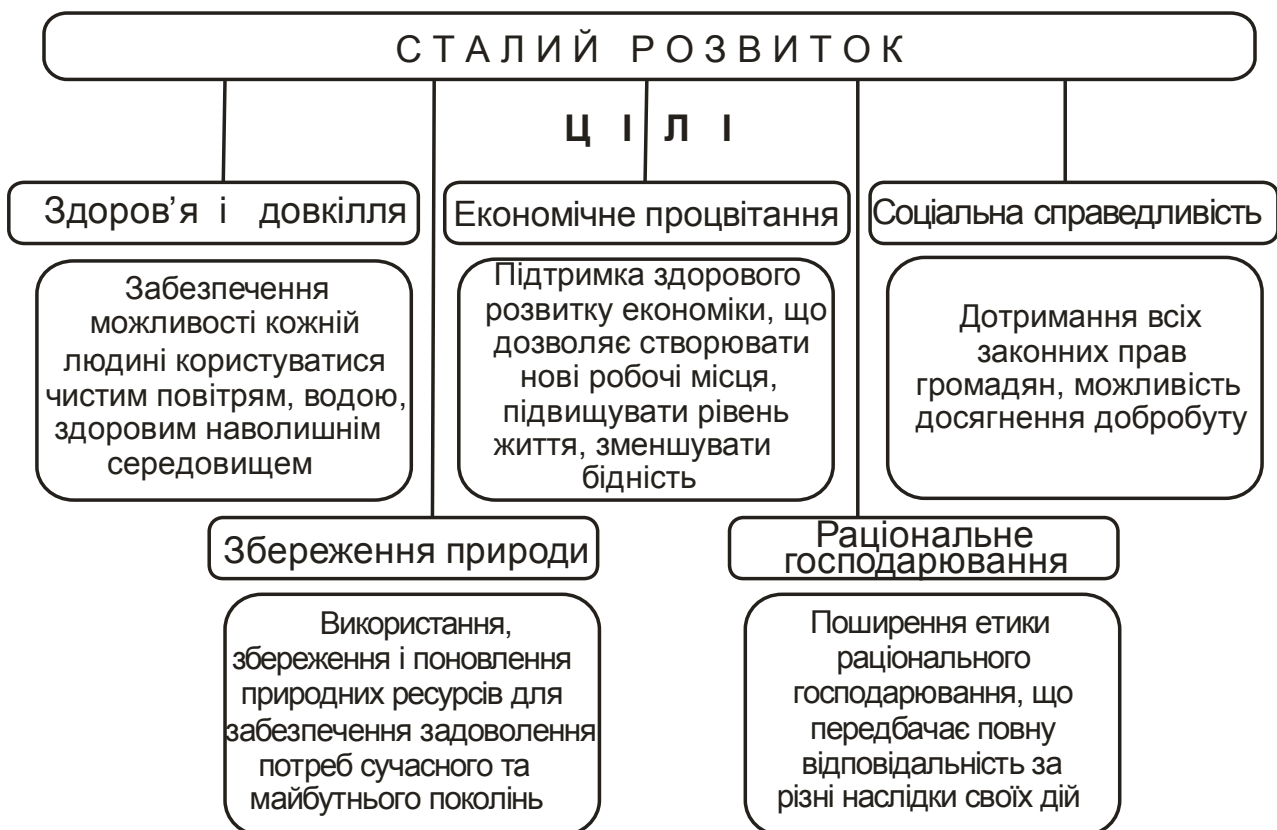 СТАЛИЙ РОЗВИТОК
ЦІЛІ
Здоров’я і довкілля
Забезпечення
можливості кожній
людині користуватися
чистим повітрям, водою,
здоровим наволишнім
середовищем
Економічне процвітання
Підтримка здорового
розвитку економіки, що
дозволяє створювати
нові робочі місця,
підвищувати рівень
життя, зменшувати
бідність
Соціальна справедливість
Дотримання всіх
законних прав
громадян, можливість
досягнення добробуту
Збереження природи
Використання,
збереження і поновлення
природних ресурсів для
забезпечення задоволення
потреб сучасного та
майбутнього поколінь
Раціональне
господарювання
Поширення етики
раціонального
господарювання, що
передбачає повну
відповідальність за
різні наслідки своїх дій